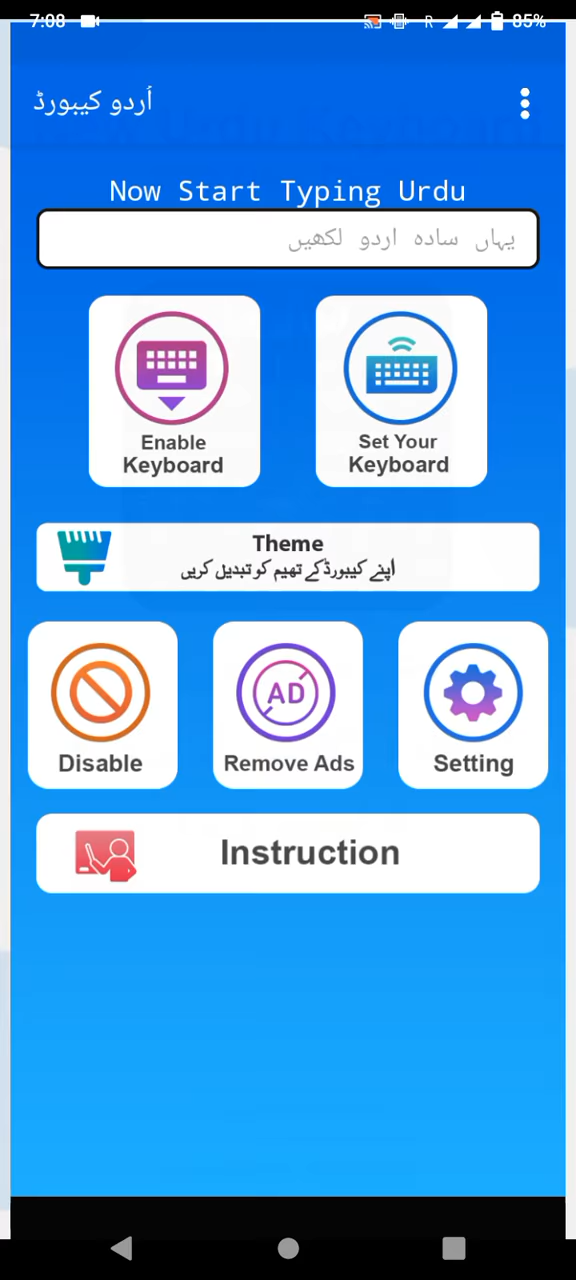 7:08 R 85%
اُردو کیبورڈ
Now Start Typing Urdu
یہاں سادہ اردو لکھیں
Enable Keyboard
Set Your Keyboard
Theme
اپنے کیبورڈ کے تھیم کو تبدیل کریں
Disable
AD
Remove Ads
Setting
Instruction